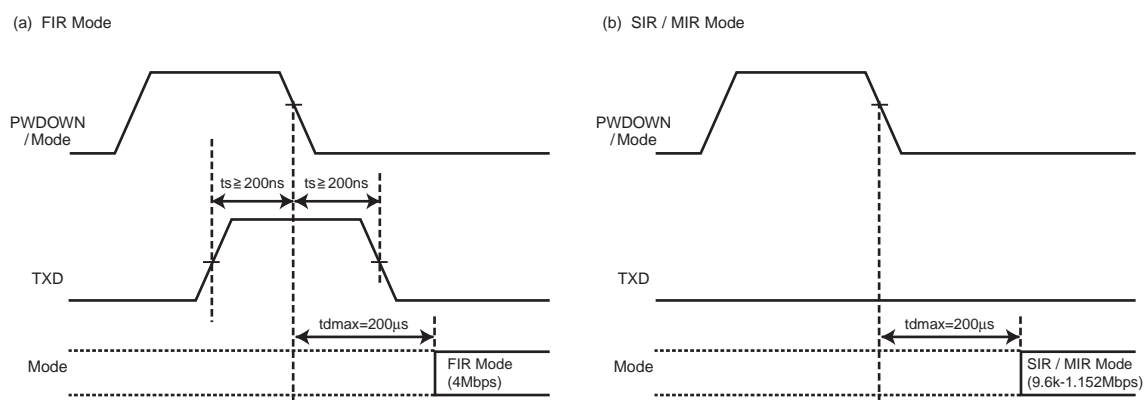 (a) FIR Mode
PWDOWN
/Mode
ts≧200ns
ts≧200ns
TXD
tdmax=200μs
Mode
FIR Mode
(4Mbps)
(b) SIR / MIR Mode
PWDOWN
/Mode
TXD
tdmax=200μs
Mode
SIR / MIR Mode
(9.6k-1.152Mbps)